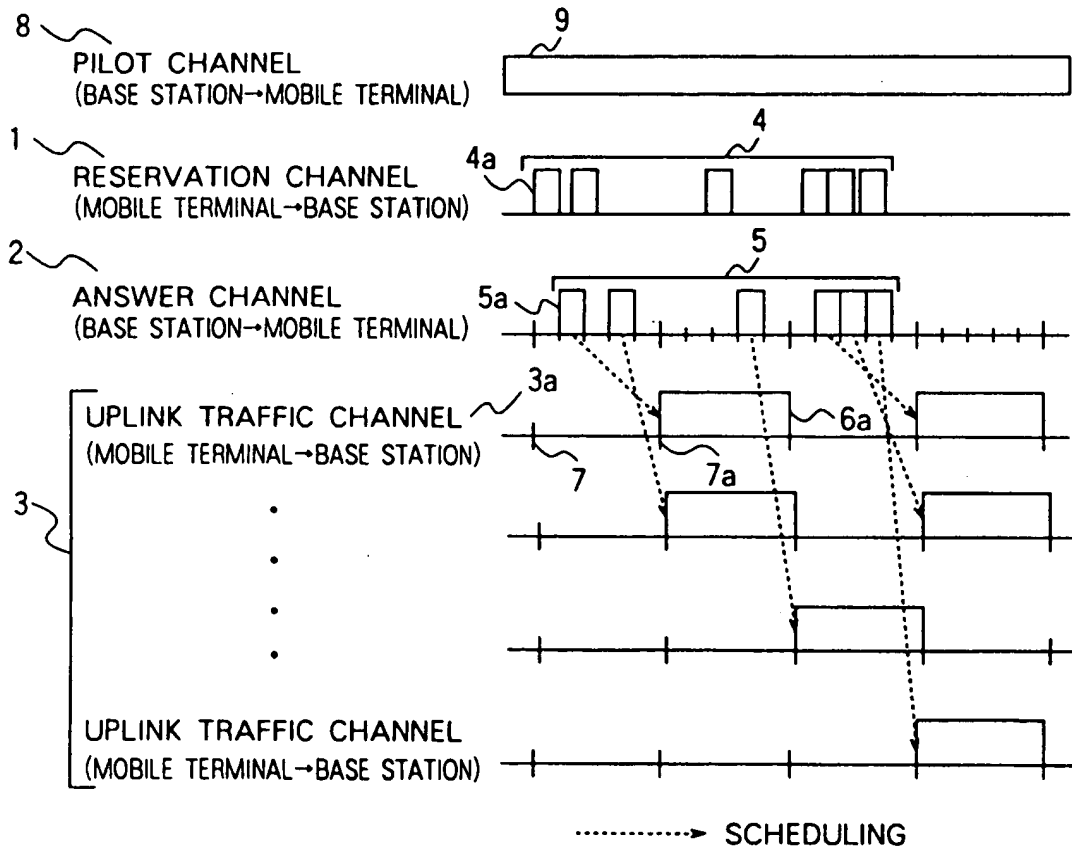 8
PILOT CHANNEL
(BASE STATION→MOBILE TERMINAL)
9
1
RESERVATION CHANNEL
(MOBILE TERMINAL→BASE STATION)
4a
4
2
ANSWER CHANNEL
(BASE STATION→MOBILE TERMINAL)
5a
5
3
UPLINK TRAFFIC CHANNEL
(MOBILE TERMINAL→BASE STATION)
3a
7
7a
6a
UPLINK TRAFFIC CHANNEL
(MOBILE TERMINAL→BASE STATION)
SCHEDULING